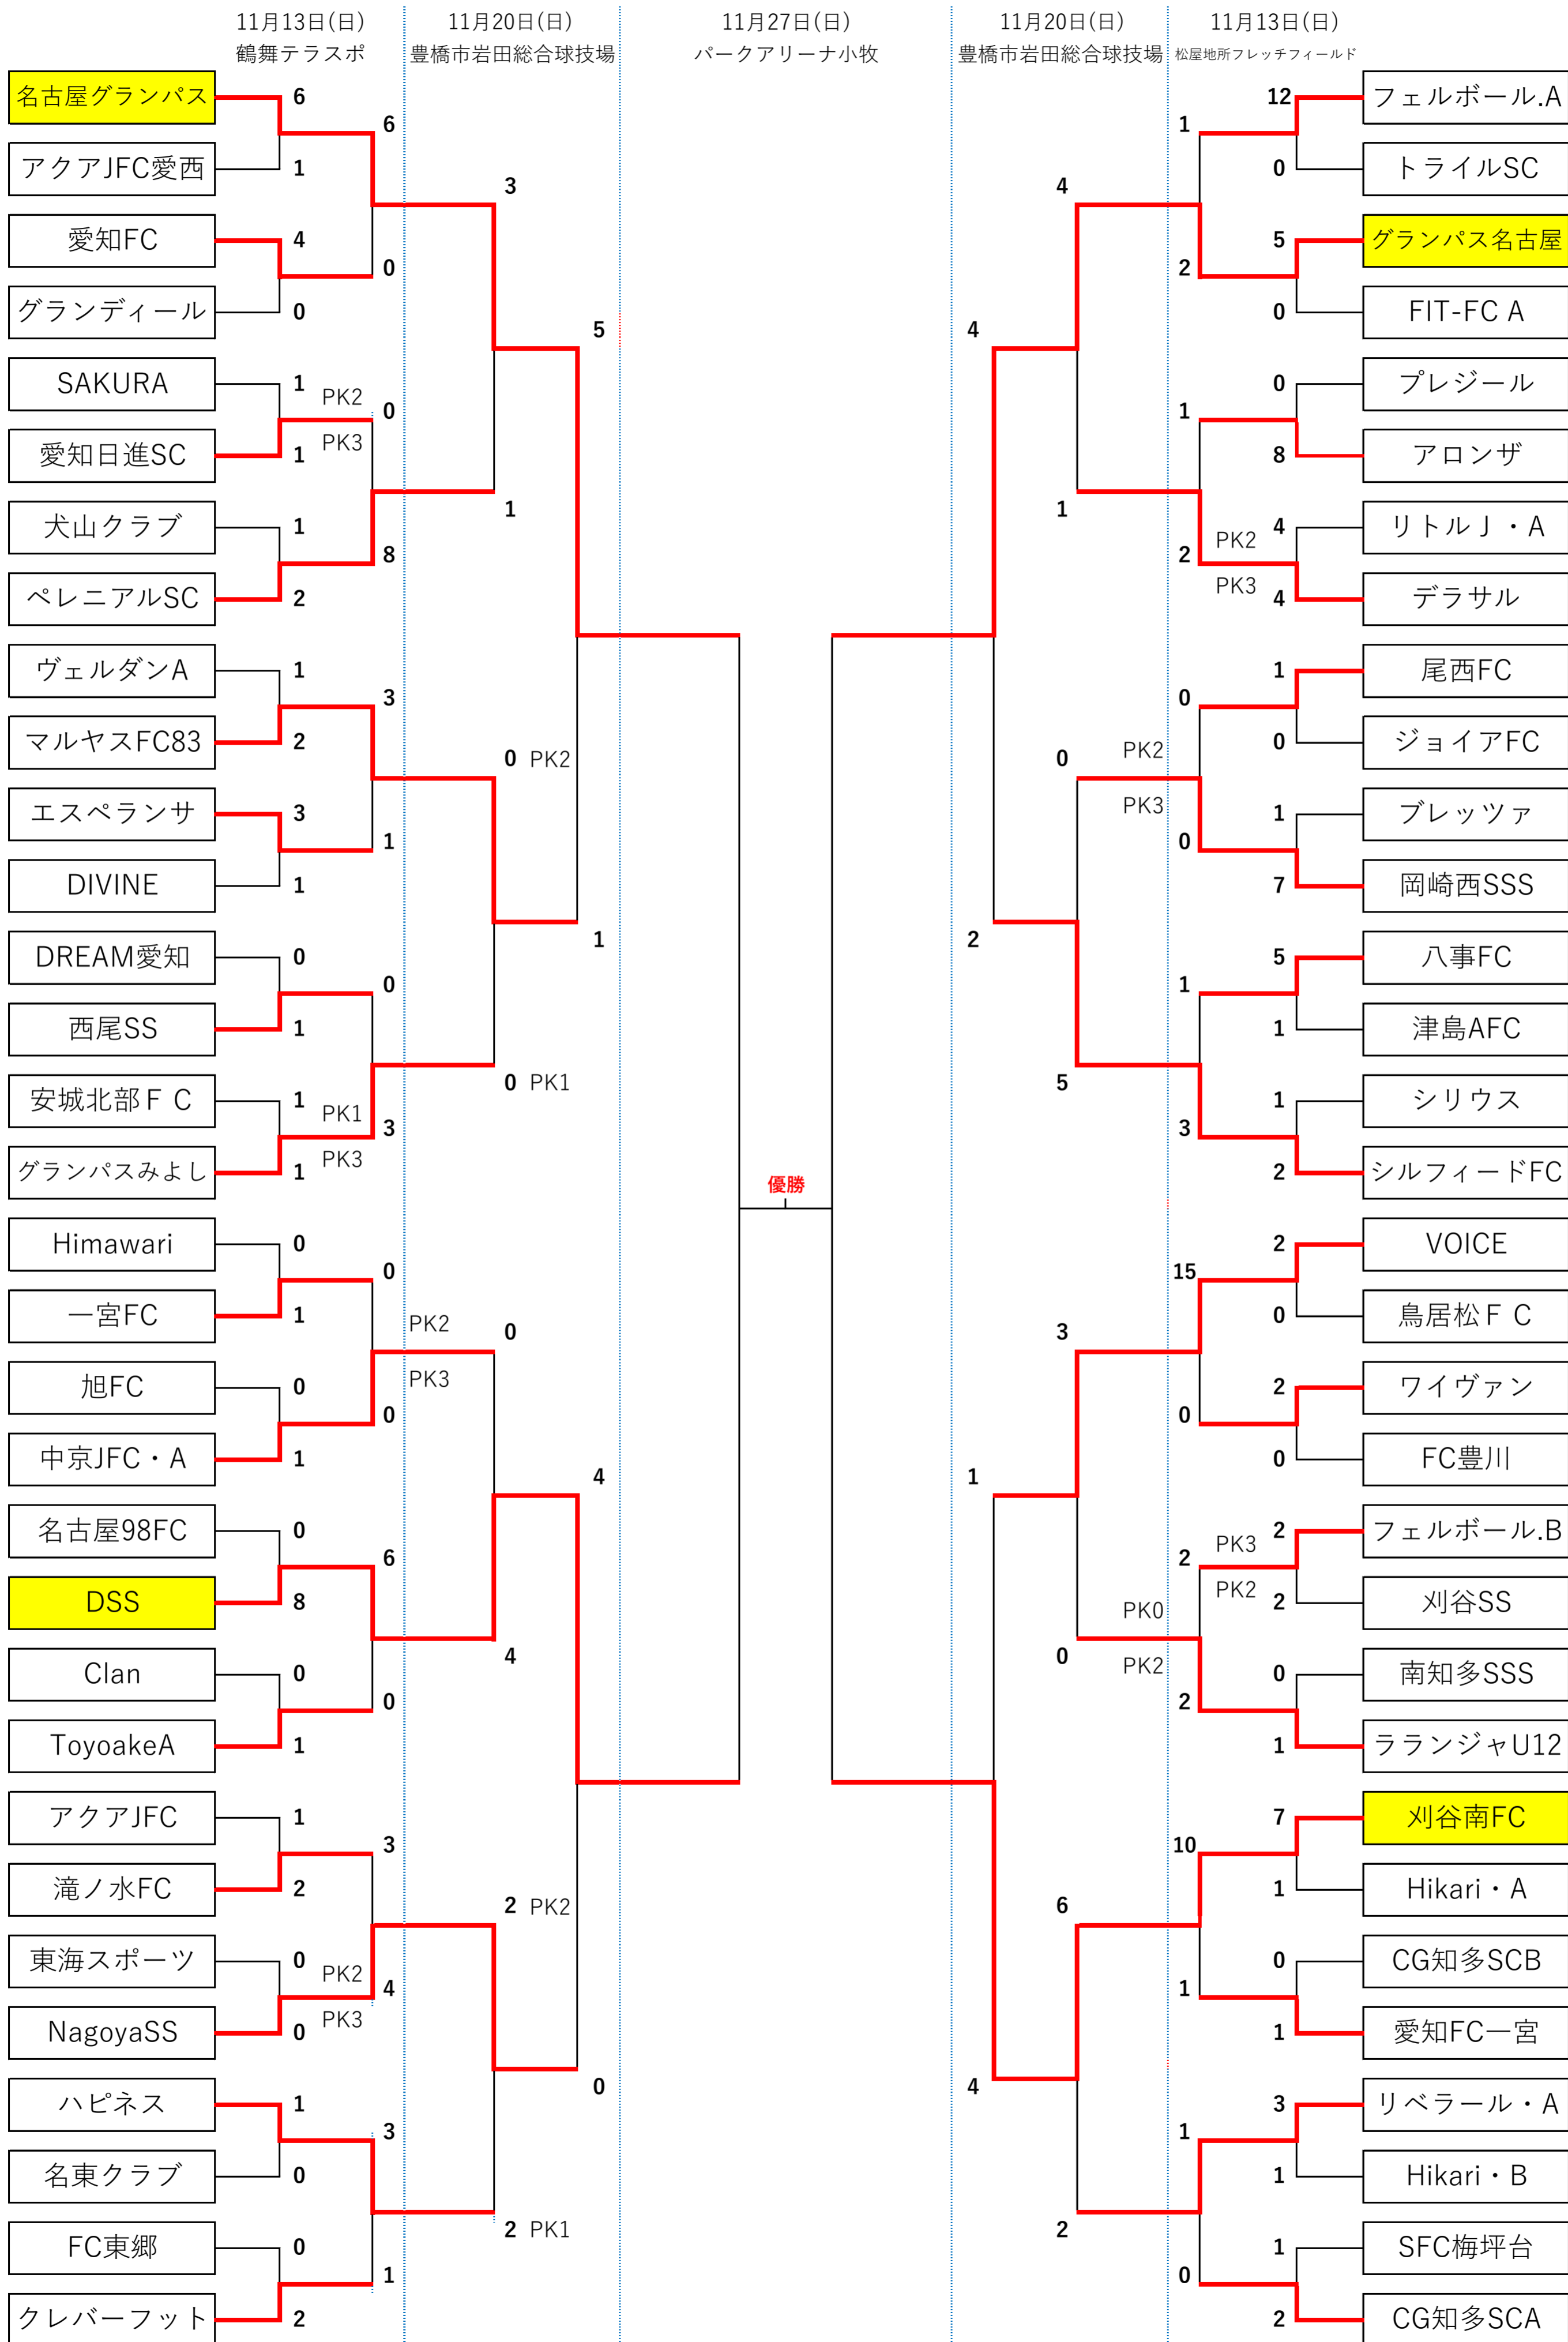 11月13日(日)
鶴舞テラスポ
11月20日(日)
豊橋市岩田総合球技場
11月27日(日)
パークアリーナ小牧
11月20日(日)
豊橋市岩田総合球技場
11月13日(日)
松屋地所フレッチフィールド
名古屋グランパス
6
アクアJFC愛西
1
6
愛知FC
4
グランディール
0
0
3
SAKURA
1
PK2
愛知日進SC
1
PK3
0
犬山クラブ
1
ペレニアルSC
2
8
1
5
ヴェルダンA
1
マルヤスFC83
2
3
エスペランサ
3
DIVINE
1
1
0 PK2
DREAM愛知
0
西尾SS
1
0
安城北部ＦＣ
1
PK1
グランパスみよし
1
PK3
3
0 PK1
1
Himawari
0
一宮FC
1
0
PK2
旭FC
0
中京JFC・A
1
0
PK3
0
名古屋98FC
0
DSS
8
6
Clan
0
ToyoakeA
1
0
4
4
アクアJFC
1
滝ノ水FC
2
3
東海スポーツ
0
PK2
NagoyaSS
0
PK3
4
2 PK2
ハピネス
1
名東クラブ
0
3
FC東郷
0
クレバーフット
2
1
2 PK1
0
優勝
フェルボール.A
12
トライルSC
0
1
グランパス名古屋
5
FIT-FC A
0
2
4
プレジール
0
アロンザ
8
1
リトルＪ・A
4
PK2
デラサル
4
PK3
2
1
4
尾西FC
1
ジョイアFC
0
0
PK2
ブレッツァ
1
岡崎西SSS
7
0
PK3
0
八事FC
5
津島AFC
1
1
シリウス
1
シルフィードFC
2
3
5
2
VOICE
2
鳥居松ＦＣ
0
15
ワイヴァン
2
FC豊川
0
0
3
フェルボール.B
2
PK3
刈谷SS
2
PK2
2
PK0
南知多SSS
0
ラランジャU12
1
2
PK2
0
1
刈谷南FC
7
Hikari・A
1
10
CG知多SCB
0
愛知FC一宮
1
1
6
リベラール・A
3
Hikari・B
1
1
SFC梅坪台
1
CG知多SCA
2
0
2
4